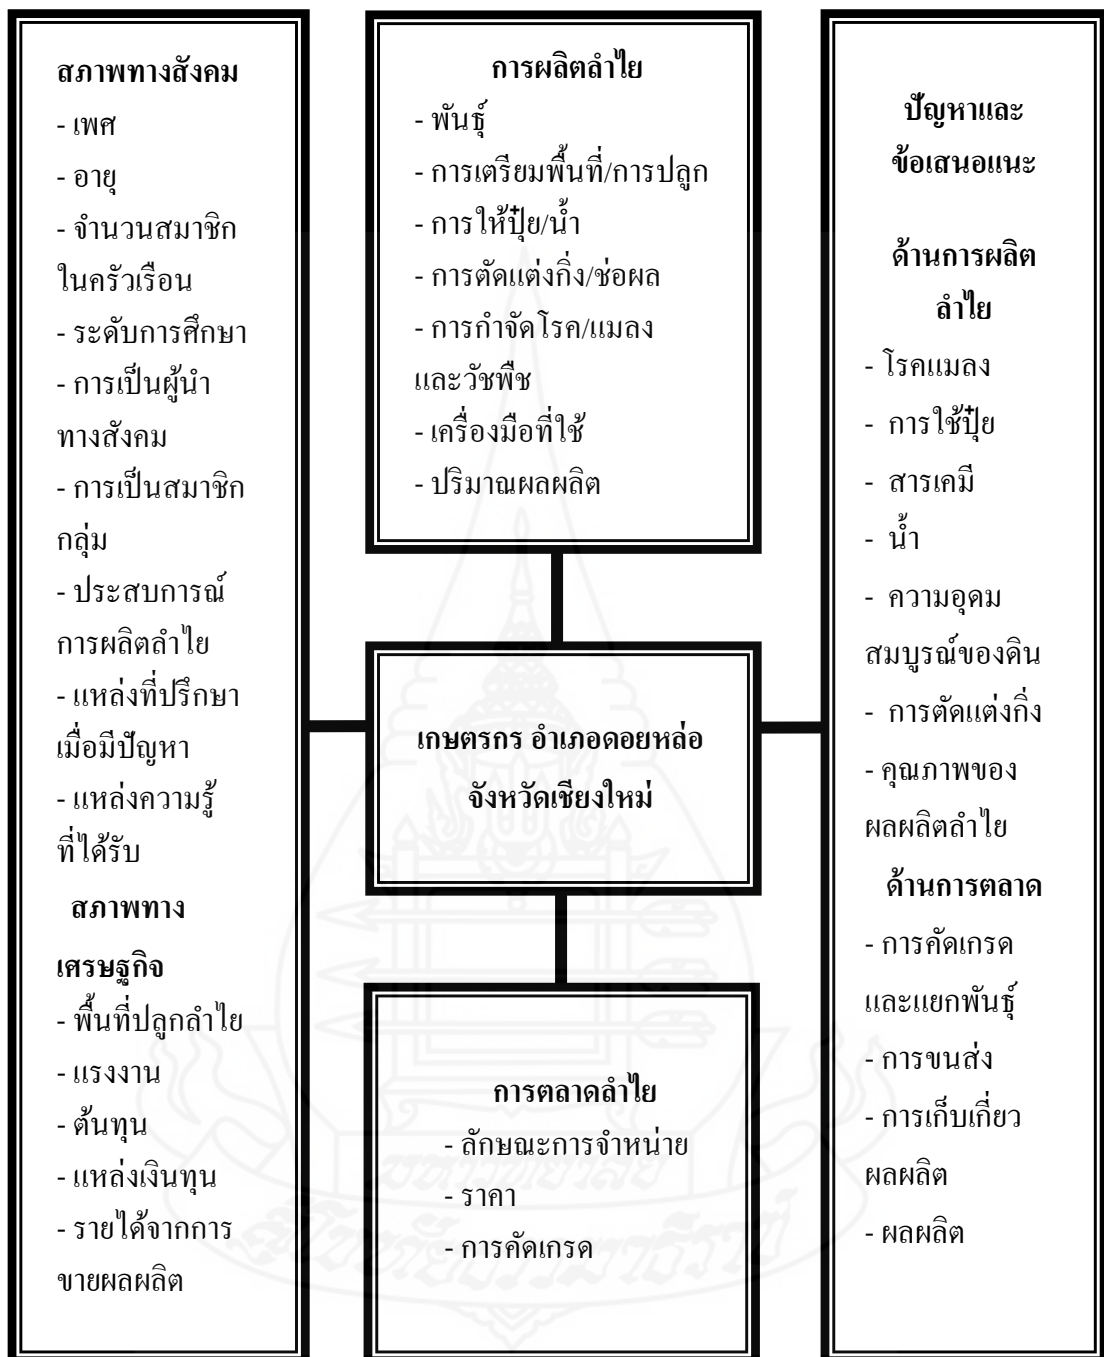 สภาพทางสังคม
- เพศ
- อายุ
- จำนวนสมาชิก
ในครัวเรือน
- ระดับการศึกษา
- การเป็นผู้นำ
ทางสังคม
- การเป็นสมาชิก
กลุ่ม
- ประสบการณ์
การผลิตลำไย
- แหล่งที่ปรึกษา
เมื่อมีปัญหา
- แหล่งความรู้
ที่ได้รับ
สภาพทาง
เศรษฐกิจ
- พื้นที่ปลูกลำไย
- แรงงาน
- ต้นทุน
- แหล่งเงินทุน
- รายได้จากการ
ขายผลผลิต
การผลิตลำไย
- พันธุ์
- การเตรียมพื้นที่/การปลูก
- การให้ปุ๋ย/น้ำ
- การตัดแต่งกิ่ง/ช่อผล
- การกำจัดโรค/แมลง
และวัชพืช
- เครื่องมือที่ใช้
- ปริมาณผลผลิต
เกษตรกร อำเภอดอยหล่อ
จังหวัดเชียงใหม่
การตลาดลำไย
- ลักษณะการจำหน่าย
- ราคา
- การคัดเกรด
ปัญหาและ
ข้อเสนอแนะ
ด้านการผลิต
ลำไย
- โรคแมลง
- การใช้ปุ๋ย
- สารเคมี
- น้ำ
- ความอุดม
สมบูรณ์ของดิน
- การตัดแต่งกิ่ง
- คุณภาพของ
ผลผลิตลำไย
ด้านการตลาด
- การคัดเกรด
และแยกพันธุ์
- การขนส่ง
- การเก็บเกี่ยว
ผลผลิต
- ผลผลิต
มหาวิทยาลัย
สุโขทัยธรรมาธิราช